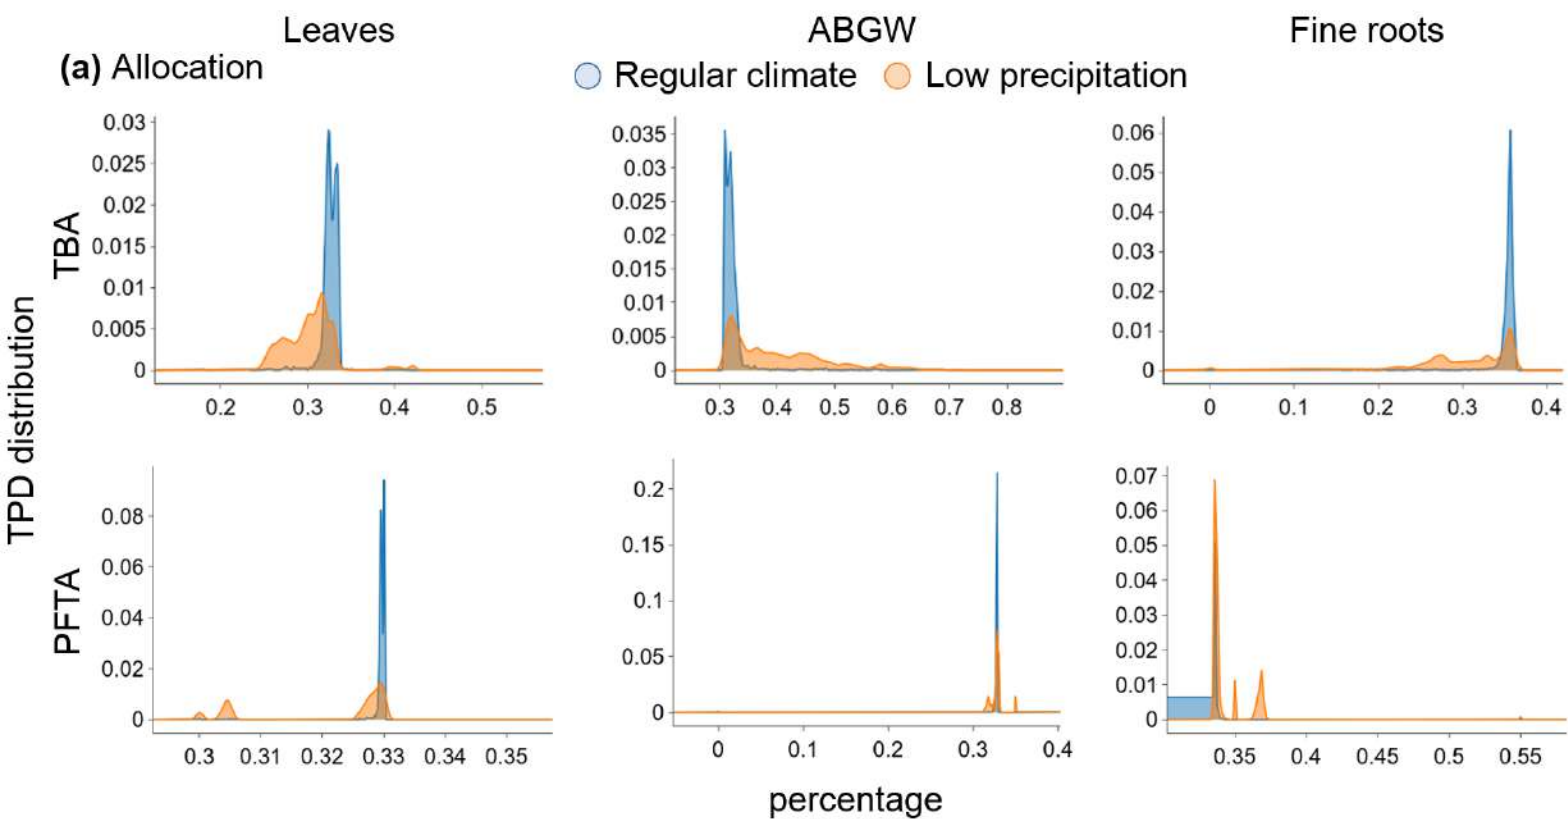 Leaves ABGW Fine roots
(a) Allocation
Regular climate Low precipitation
TPD distribution
TBA
0.03 0.025 0.02 0.015 0.01 0.005 0
0.2 0.3 0.4 0.5
0.035 0.03 0.025 0.02 0.015 0.01 0.005 0
0.3 0.4 0.5 0.6 0.7 0.8
0.06 0.05 0.04 0.03 0.02 0.01 0
0 0.1 0.2 0.3 0.4
PFTA
0.08 0.06 0.04 0.02 0
0.3 0.31 0.32 0.33 0.34 0.35
0.2 0.15 0.1 0.05 0
0 0.1 0.2 0.3 0.4
0.07 0.06 0.05 0.04 0.03 0.02 0.01 0
0.35 0.4 0.45 0.5 0.55
percentage